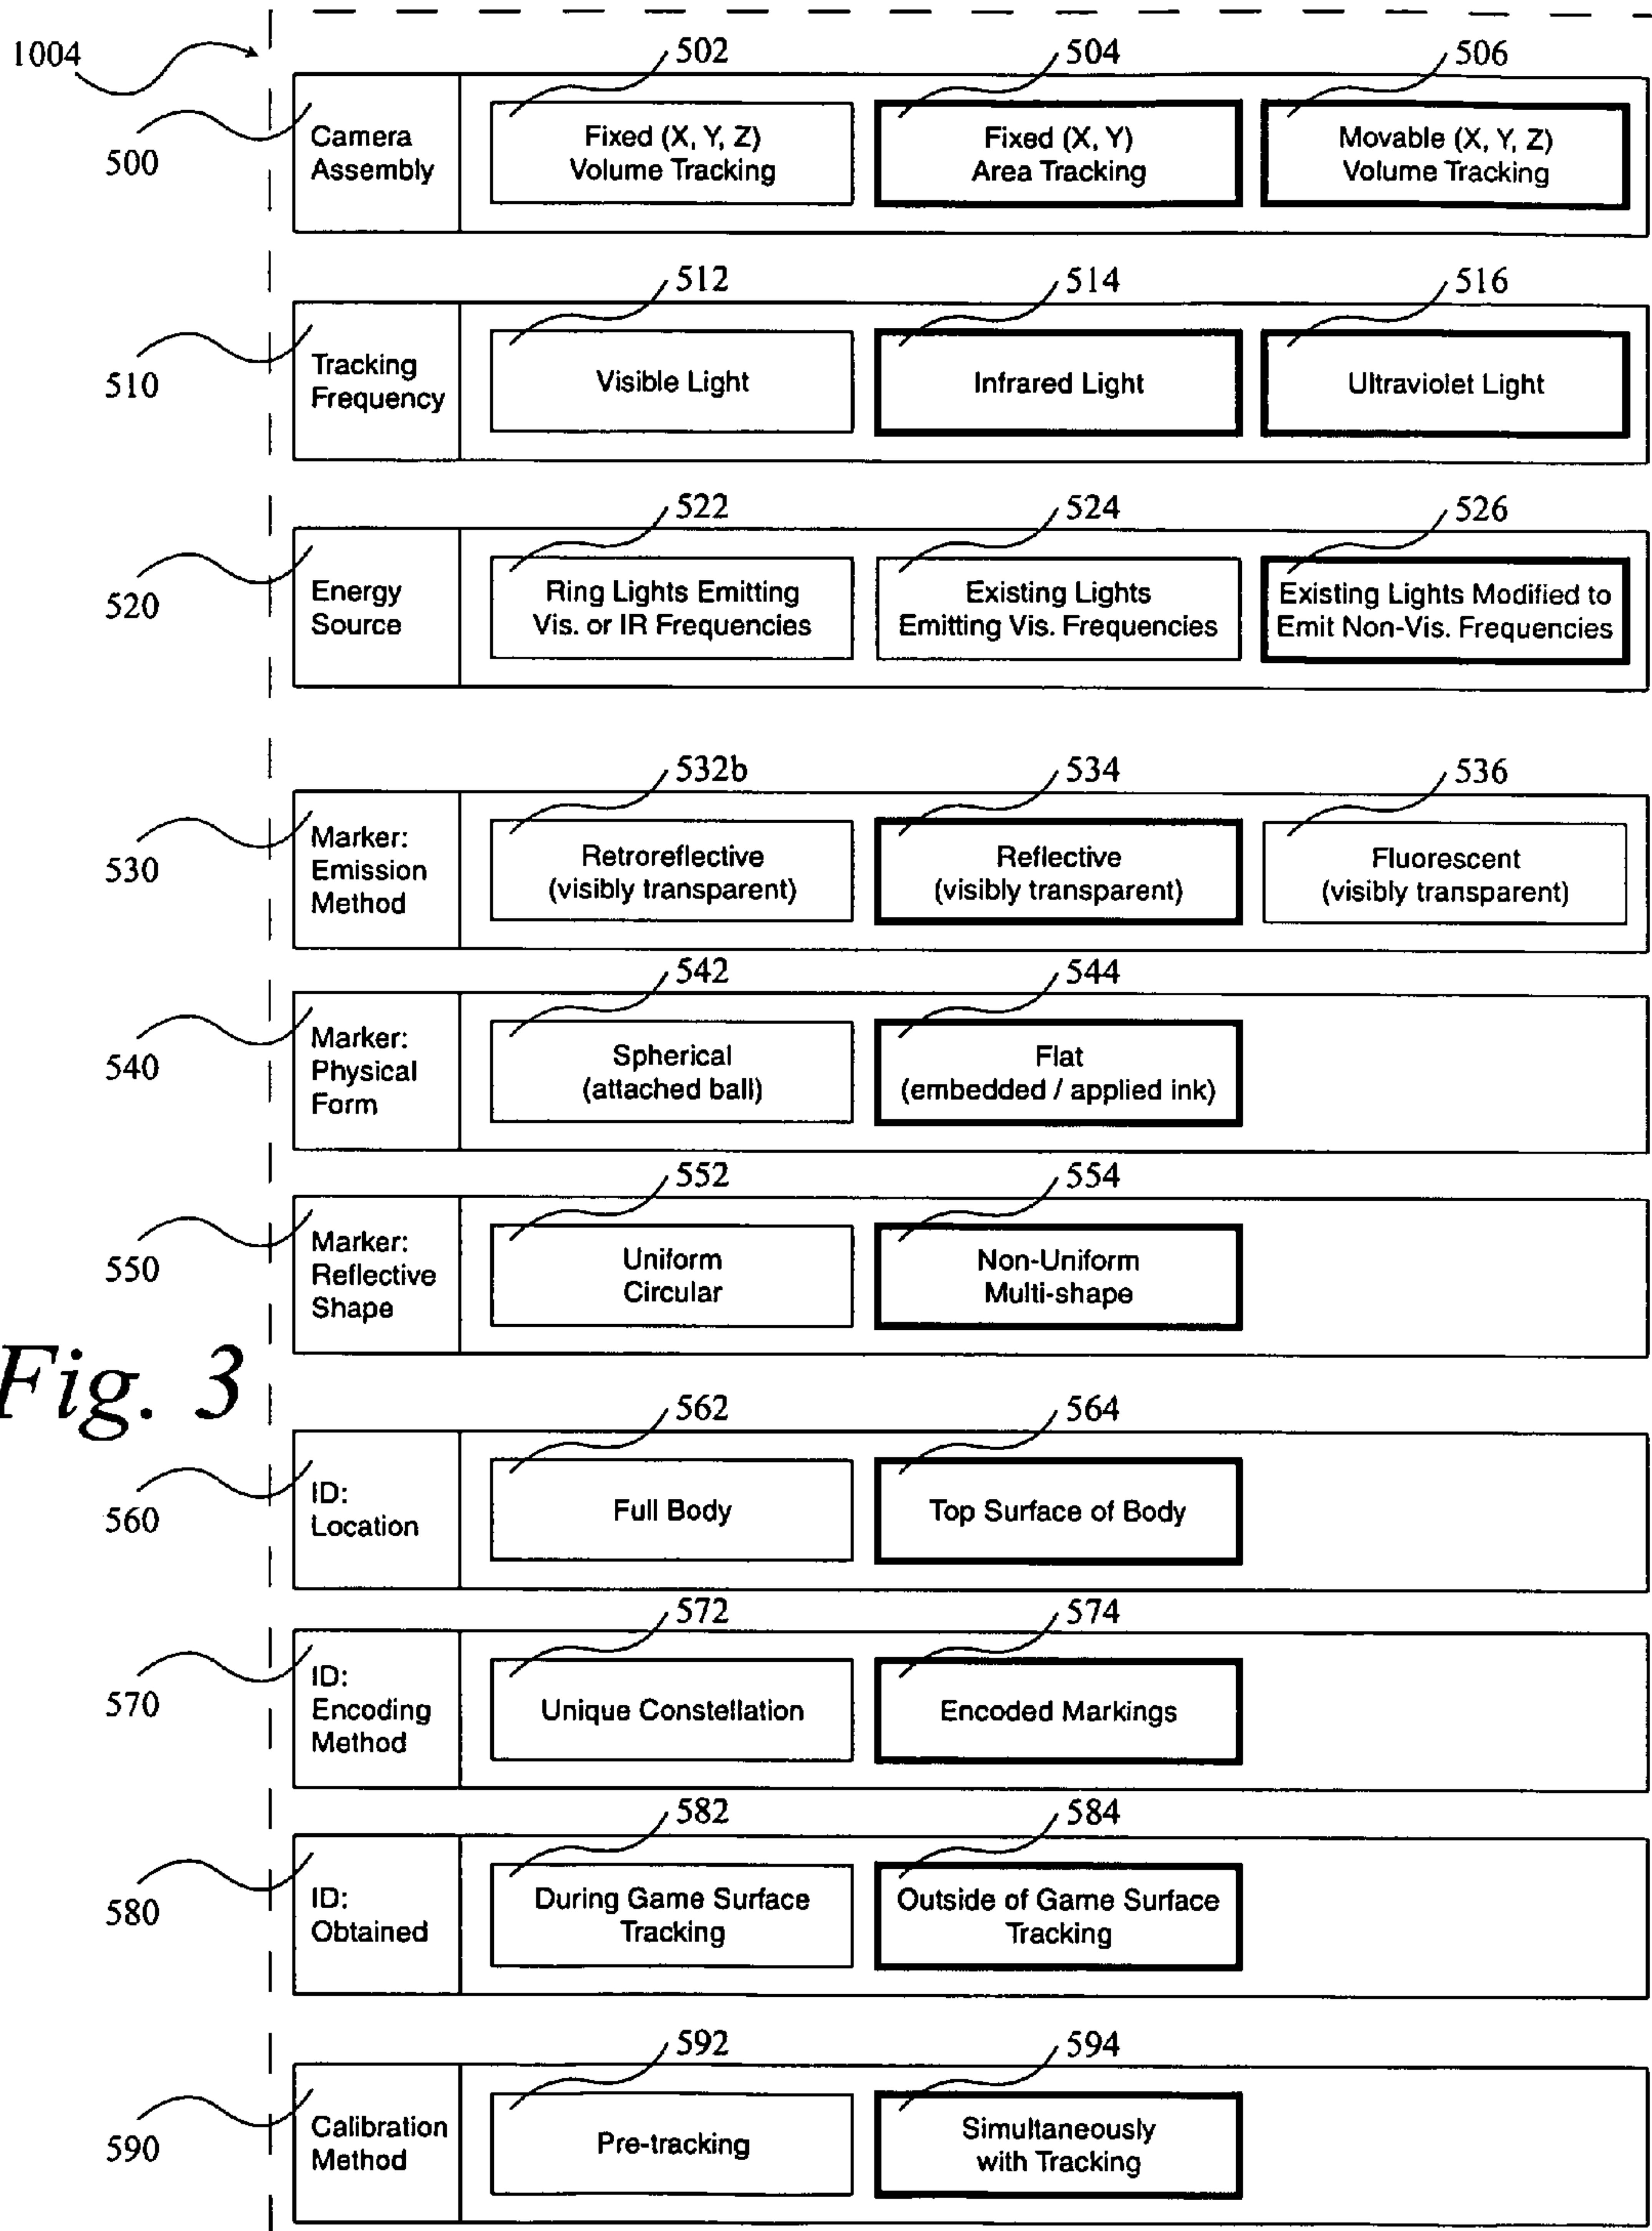 1004
502
504
506
500
Camera
Assembly
Fixed (X, Y, Z)
Volume Tracking
Fixed (X, Y)
Area Tracking
Movable (X, Y, Z)
Volume Tracking
512
514
516
510
Tracking
Frequency
Visible Light
Infrared Light
Ultraviolet Light
522
524
526
520
Energy
Source
Ring Lights Emitting
Vis. or IR Frequencies
Existing Lights
Emitting Vis. Frequencies
Existing Lights Modified to
Emit Non-Vis. Frequencies
532b
534
536
530
Marker:
Emission
Method
Retroreflective
(visibly transparent)
Reflective
(visibly transparent)
Fluorescent
(visibly transparent)
542
544
540
Marker:
Physical
Form
Spherical
(attached ball)
Flat
(embedded / applied ink)
552
554
550
Marker:
Reflective
Shape
Uniform
Circular
Non-Uniform
Multi-shape
Fig. 3
562
564
560
ID:
Location
Full Body
Top Surface of Body
572
574
570
ID:
Encoding
Method
Unique Constellation
Encoded Markings
582
584
580
ID:
Obtained
During Game Surface
Tracking
Outside of Game Surface
Tracking
592
594
590
Calibration
Method
Pre-tracking
Simultaneously
with Tracking